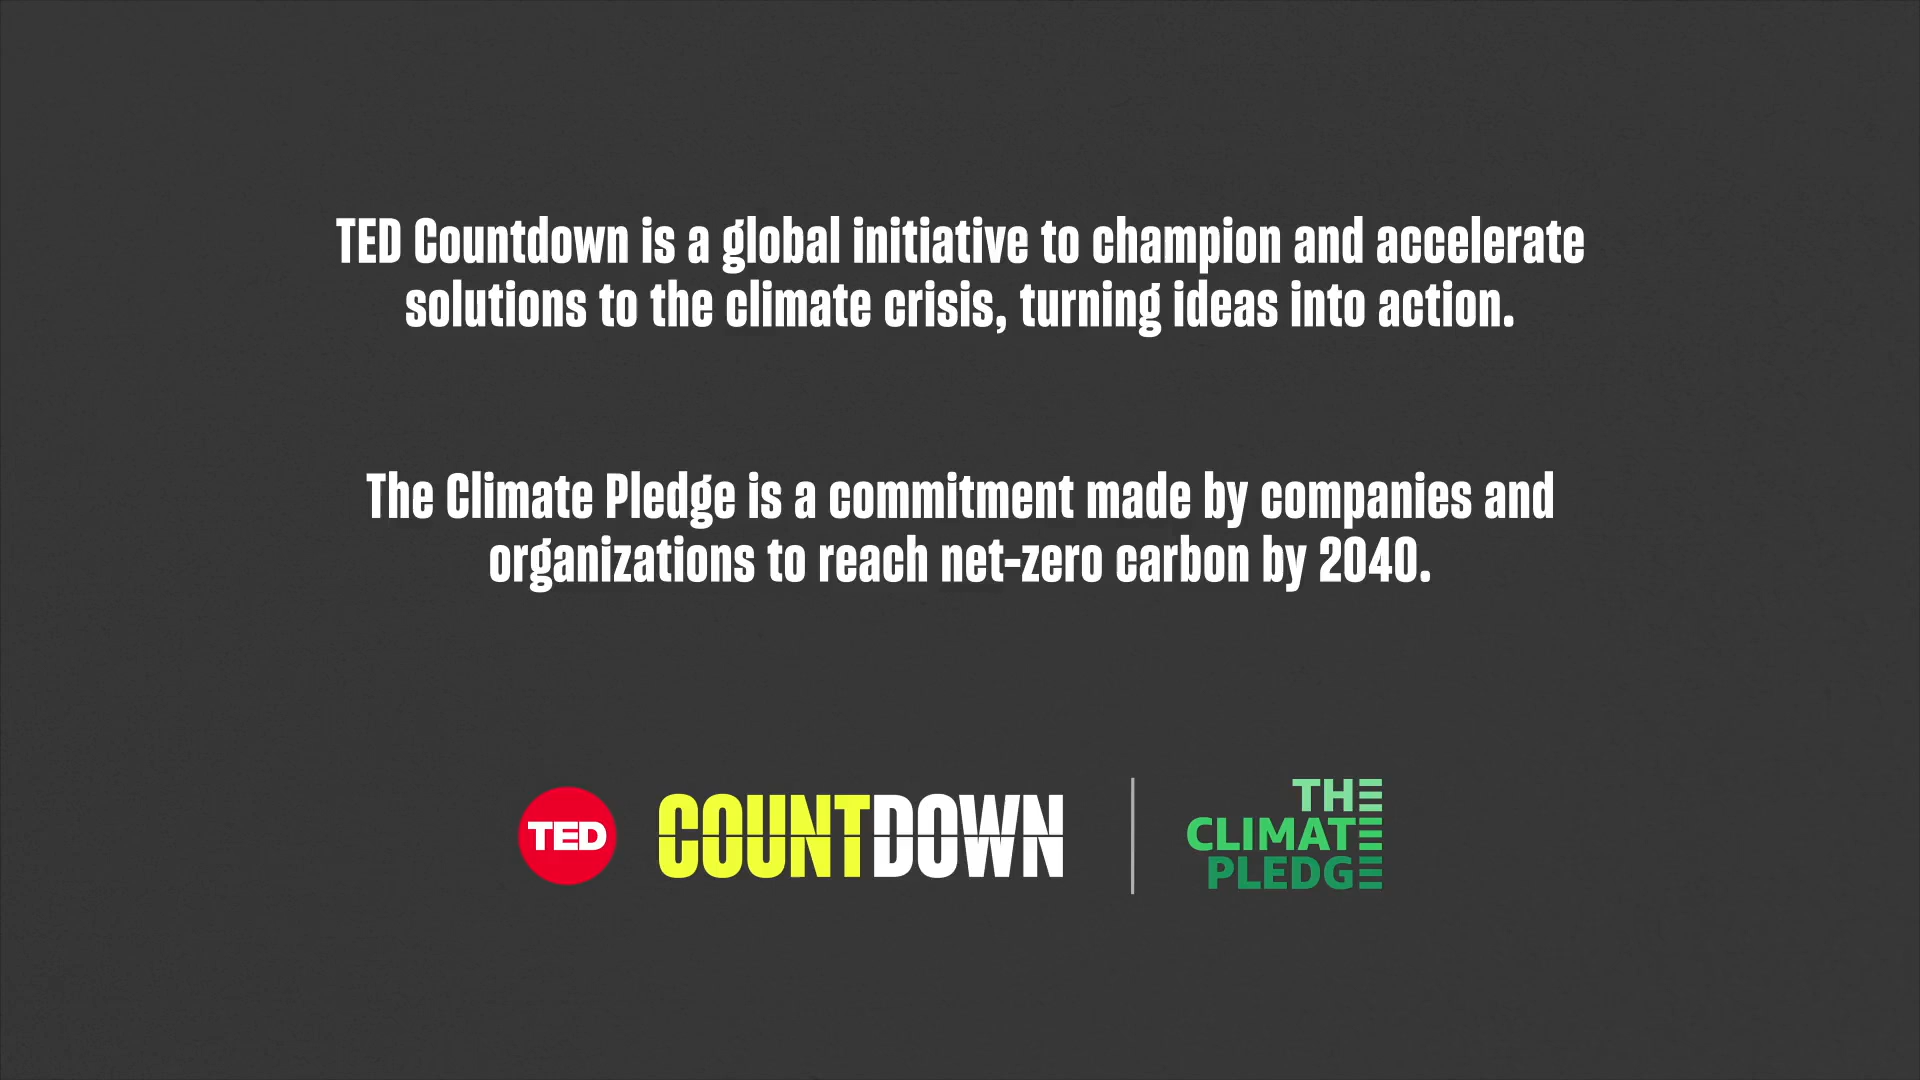 TED Countdown is a global initiative to champion and accelerate
solutions to the climate crisis, turning ideas into action.
The Climate Pledge is a commitment made by companies and
organizations to reach net-zero carbon by 2040.
TED COUNTDOWN
THE
CLIMATE
PLEDGE